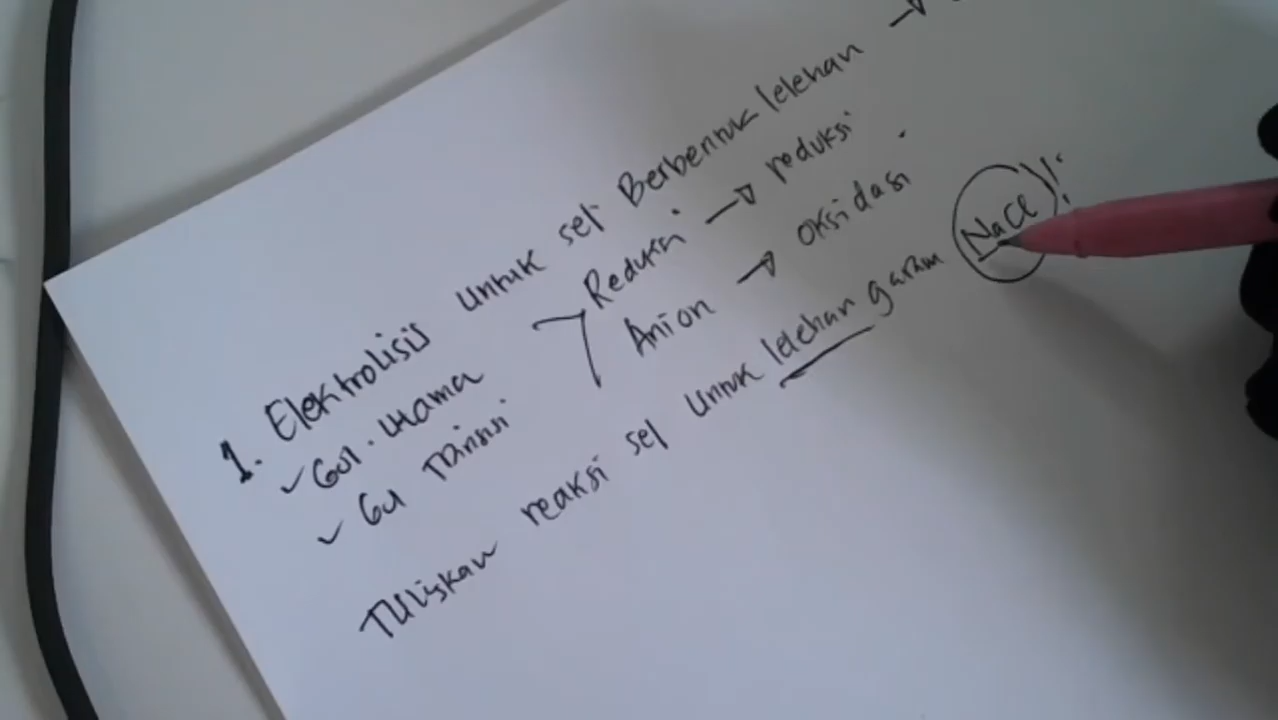 1. Elektrolisis untuk sel Berbentuk lelehan →
✓ Gol. utama Reduksi → reduksi
✓ Gol Transisi Anion → oksidasi
Tuliskan reaksi sel untuk lelehan garam (NaCl)!